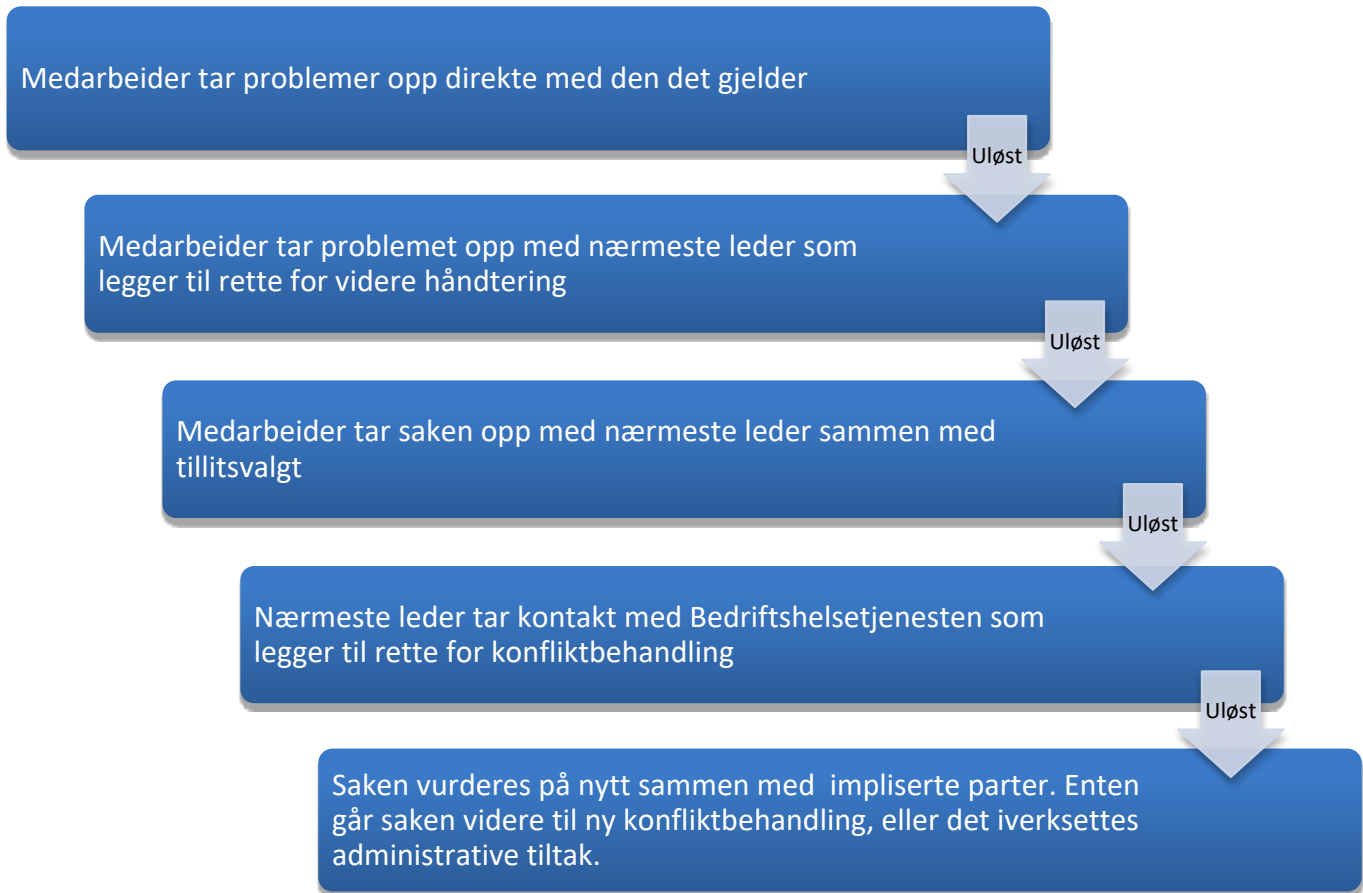 Medarbeider tar problemer opp direkte med den det gjelder
Uløst
Medarbeider tar problemet opp med nærmeste leder som
legger til rette for videre håndtering
Uløst
Medarbeider tar saken opp med nærmeste leder sammen med
tillitsvalgt
Uløst
Nærmeste leder tar kontakt med Bedriftshelsetjenesten som
legger til rette for konfliktbehandling
Uløst
Saken vurderes på nytt sammen med  impliserte parter. Enten
går saken videre til ny konfliktbehandling, eller det iverksettes
administrative tiltak.